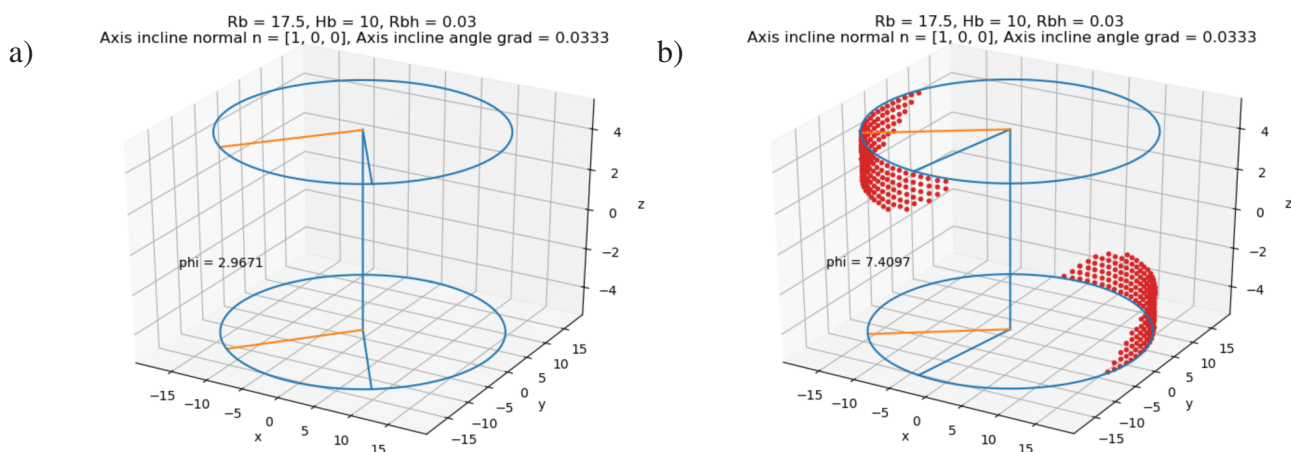 a)
Rb = 17.5, Hb = 10, Rbh = 0.03
Axis incline normal n = [1, 0, 0], Axis incline angle grad = 0.0333
phi = 2.9671
4
2
0
−2
−4
z
−15
−10
−5
0
5
10
15
x
−15
−10
−5
0
5
10
15
y
b)
Rb = 17.5, Hb = 10, Rbh = 0.03
Axis incline normal n = [1, 0, 0], Axis incline angle grad = 0.0333
phi = 7.4097
4
2
0
−2
−4
z
−15
−10
−5
0
5
10
15
x
−15
−10
−5
0
5
10
15
y